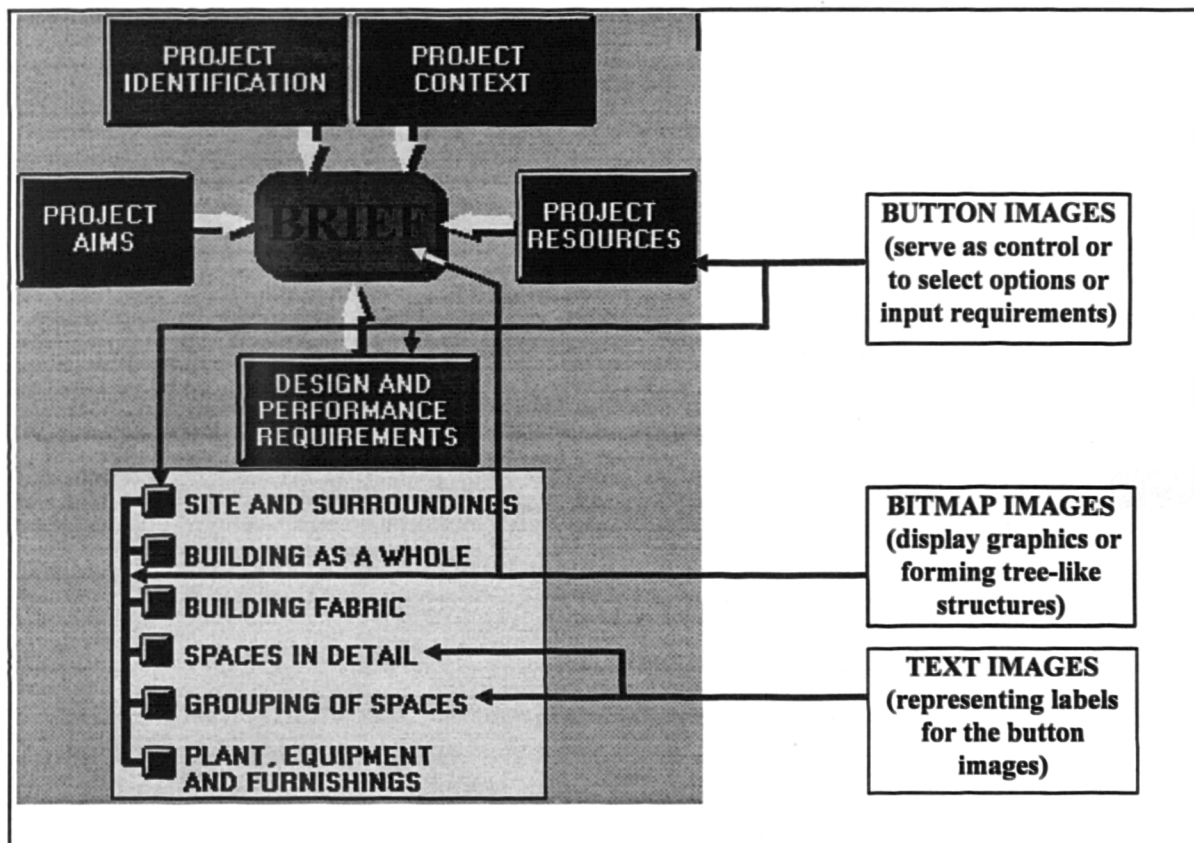 PROJECT
IDENTIFICATION
PROJECT
CONTEXT
PROJECT
AIMS
BRIEF
PROJECT
RESOURCES
DESIGN AND
PERFORMANCE
REQUIREMENTS
SITE AND SURROUNDINGS
BUILDING AS A WHOLE
BUILDING FABRIC
SPACES IN DETAIL
GROUPING OF SPACES
PLANT, EQUIPMENT
AND FURNISHINGS
BUTTON IMAGES
(serve as control or
to select options or
input requirements)
BITMAP IMAGES
(display graphics or
forming tree-like
structures)
TEXT IMAGES
(representing labels
for the button
images)